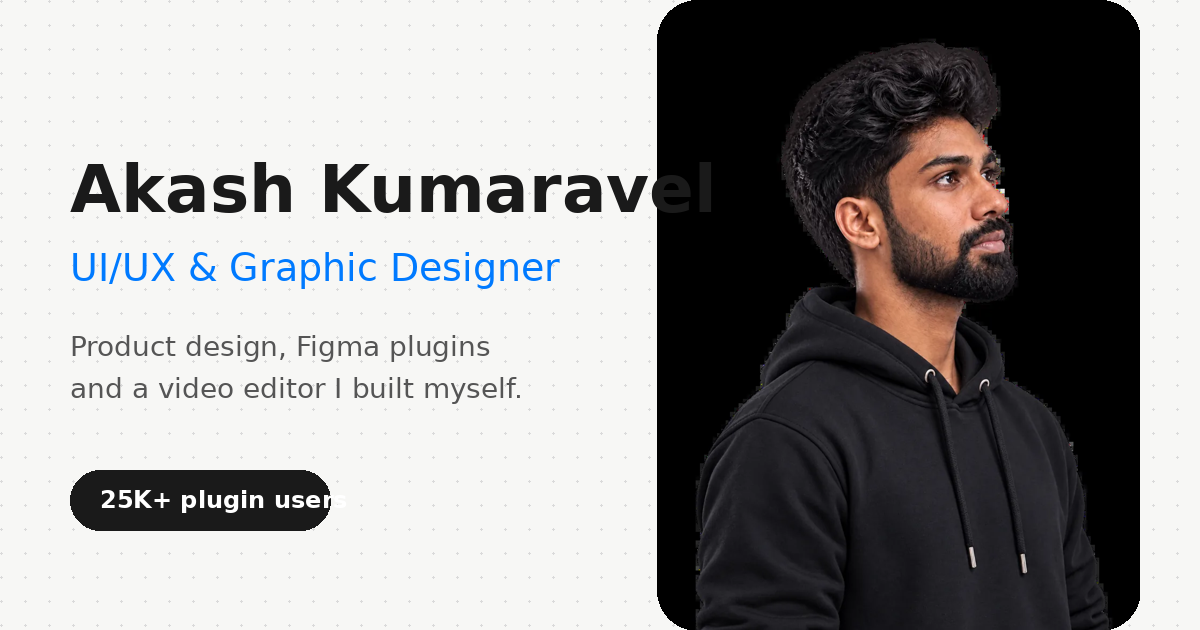 Akash Kumaravel
UI/UX & Graphic Designer
Product design, Figma plugins
and a video editor I built myself.
25K+ plugin users